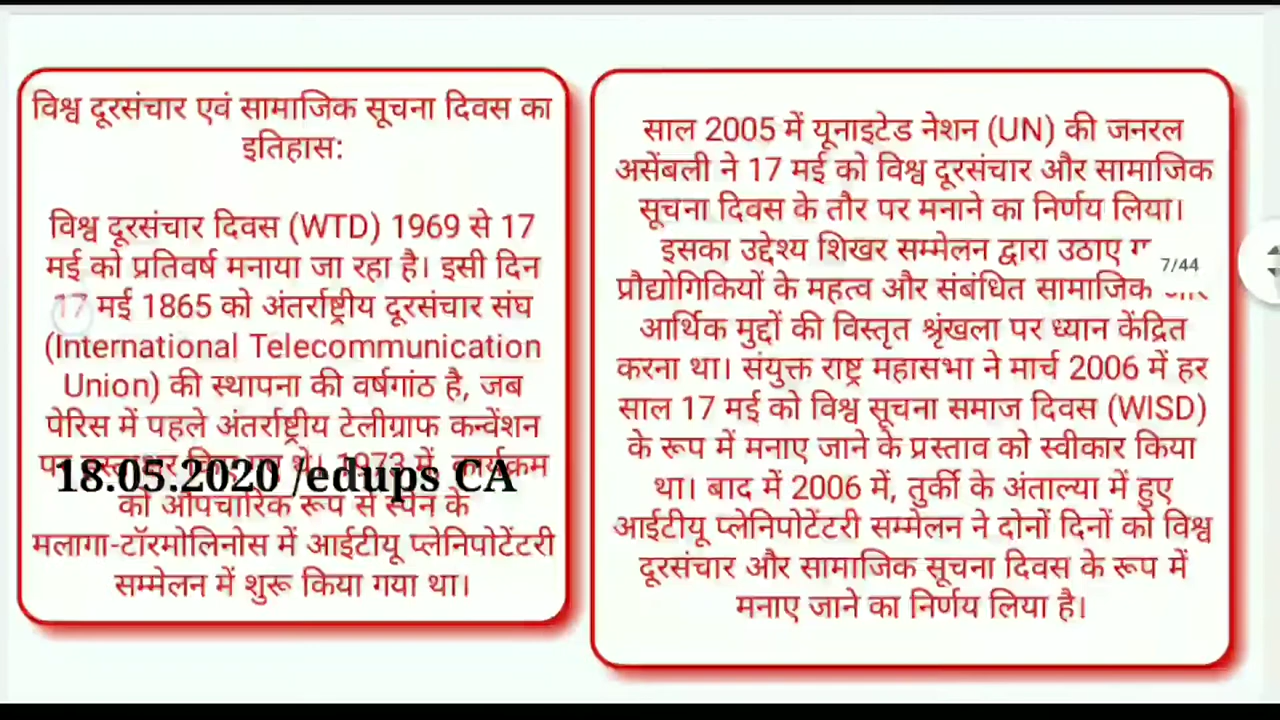 विश्व दूरसंचार एवं सामाजिक सूचना दिवस का
इतिहास:
विश्व दूरसंचार दिवस (WTD) 1969 से 17
मई को प्रतिवर्ष मनाया जा रहा है। इसी दिन
17 मई 1865 को अंतर्राष्ट्रीय दूरसंचार संघ
(International Telecommunication
Union) की स्थापना की वर्षगांठ है, जब
पेरिस में पहले अंतर्राष्ट्रीय टेलीग्राफ कन्वेंशन
1973 में कार्यक्रम
18.05.2020 /edups CA
को औपचारिक रूप से स्पेन के
मलागा-टॉरमोलिनोस में आईटीयू प्लेनिपोटेंटरी
सम्मेलन में शुरू किया गया था।
साल 2005 में यूनाइटेड नेशन (UN) की जनरल
असेंबली ने 17 मई को विश्व दूरसंचार और सामाजिक
सूचना दिवस के तौर पर मनाने का निर्णय लिया।
इसका उद्देश्य शिखर सम्मेलन द्वारा उठाए
7/44
प्रौद्योगिकियों के महत्व और संबंधित सामाजिक
आर्थिक मुद्दों की विस्तृत श्रृंखला पर ध्यान केंद्रित
करना था। संयुक्त राष्ट्र महासभा ने मार्च 2006 में हर
साल 17 मई को विश्व सूचना समाज दिवस (WISD)
के रूप में मनाए जाने के प्रस्ताव को स्वीकार किया
था। बाद में 2006 में, तुर्की के अंताल्या में हुए
आईटीयू प्लेनिपोटेंटरी सम्मेलन ने दोनों दिनों को विश्व
दूरसंचार और सामाजिक सूचना दिवस के रूप में
मनाए जाने का निर्णय लिया है।